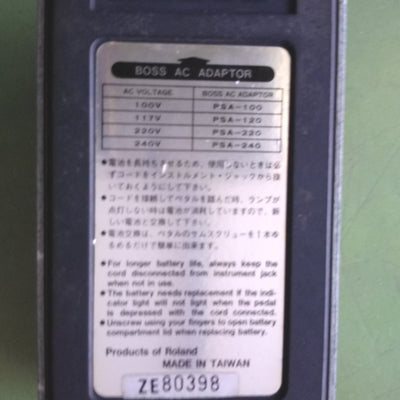 BOSS AC ADAPTOR
AC VOLTAGE BOSS AC ADAPTOR
100V PSA-100
117V PSA-120
220V PSA-220
240V PSA-240
●電池を長持ちさせるため、使用しないときは必
ずコードをインストルメント・ジャックから抜
いておくようにして下さい。
●コードを接続してペタルを踏んだ時、ランプが
点灯しない時は電池が消耗していますので、新
しい電池と交換して下さい。
●電池交換は、ペタルのサムスクリューを1本ゆ
るめるだけで簡単に出来ます。
●For longer battery life, always keep the
cord disconnected from instrument jack
when not in use.
●The battery needs replacement if the indi-
cator light will not light when the pedal
is depressed with the cord connected.
●Unscrew using your fingers to open battery
compartment lid when replacing battery.
Products of Roland
MADE IN TAIWAN
ZE80398